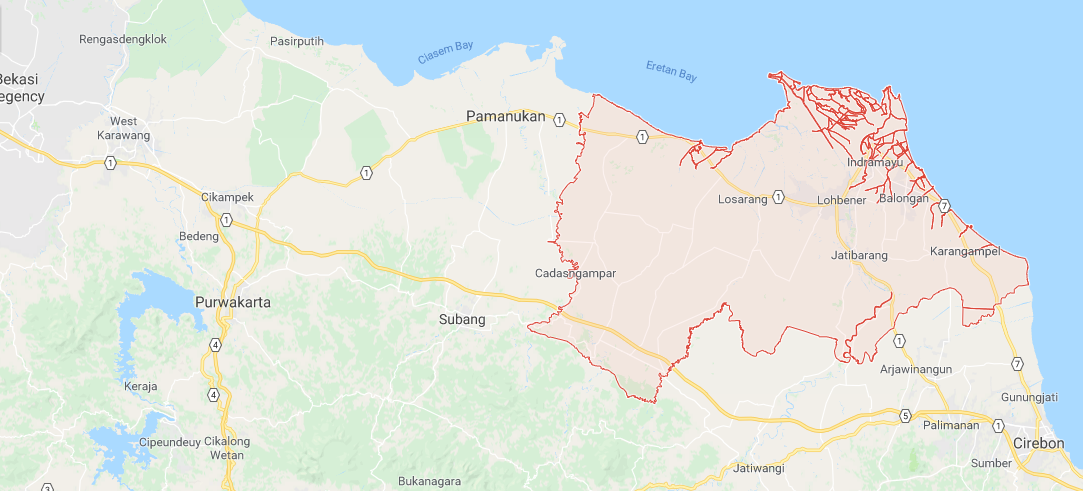 Rengasdengklok
Pasirputih
Ciasem Bay
Eretan Bay
Bekasi
egency
West
Karawang
1
Pamanukan
1
1
1
Indramayu
Cikampek
1
Losarang
1
Lohbener
Balongan
7
Bedeng
Jatibarang
Karangampel
Cadasngampar
Purwakarta
Subang
4
1
Arjawinangun
7
Keraja
4
Gunungjati
5
Palimanan
1
Cipeundeuy
Cikalong
Wetan
Cirebon
Jatiwangi
Sumber
Bukanagara
3